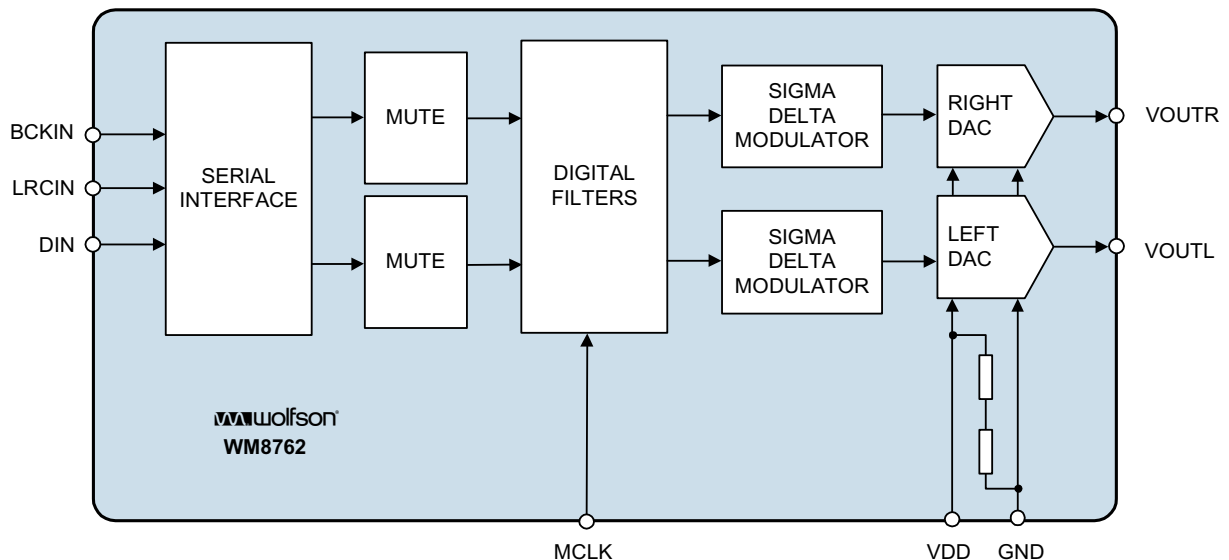 BCKIN
LRCIN
DIN
SERIAL
INTERFACE
MUTE
MUTE
DIGITAL
FILTERS
SIGMA
DELTA
MODULATOR
SIGMA
DELTA
MODULATOR
RIGHT
DAC
LEFT
DAC
VOUTR
VOUTL
wolfson®
WM8762
MCLK
VDD
GND